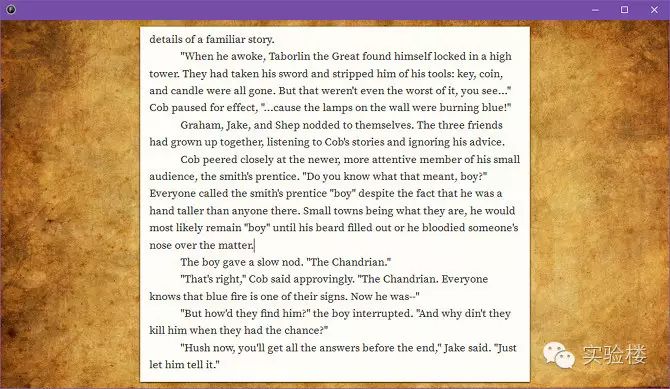 details of a familiar story.
"When he awoke, Taborlin the Great found himself locked in a high
tower. They had taken his sword and stripped him of his tools: key, coin,
and candle were all gone. But that weren't even the worst of it, you see..."
Cob paused for effect, "...cause the lamps on the wall were burning blue!"
Graham, Jake, and Shep nodded to themselves. The three friends
had grown up together, listening to Cob's stories and ignoring his advice.
Cob peered closely at the newer, more attentive member of his small
audience, the smith's prentice. "Do you know what that meant, boy?"
Everyone called the smith's prentice "boy" despite the fact that he was a
hand taller than anyone there. Small towns being what they are, he would
most likely remain "boy" until his beard filled out or he bloodied someone's
nose over the matter.
The boy gave a slow nod. "The Chandrian."
"That's right," Cob said approvingly. "The Chandrian. Everyone
knows that blue fire is one of their signs. Now he was--"
"But how'd they find him?" the boy interrupted. "And why din't they
kill him when they had the chance?"
"Hush now, you'll get all the answers before the end," Jake said. "Just
let him tell it."
实验楼